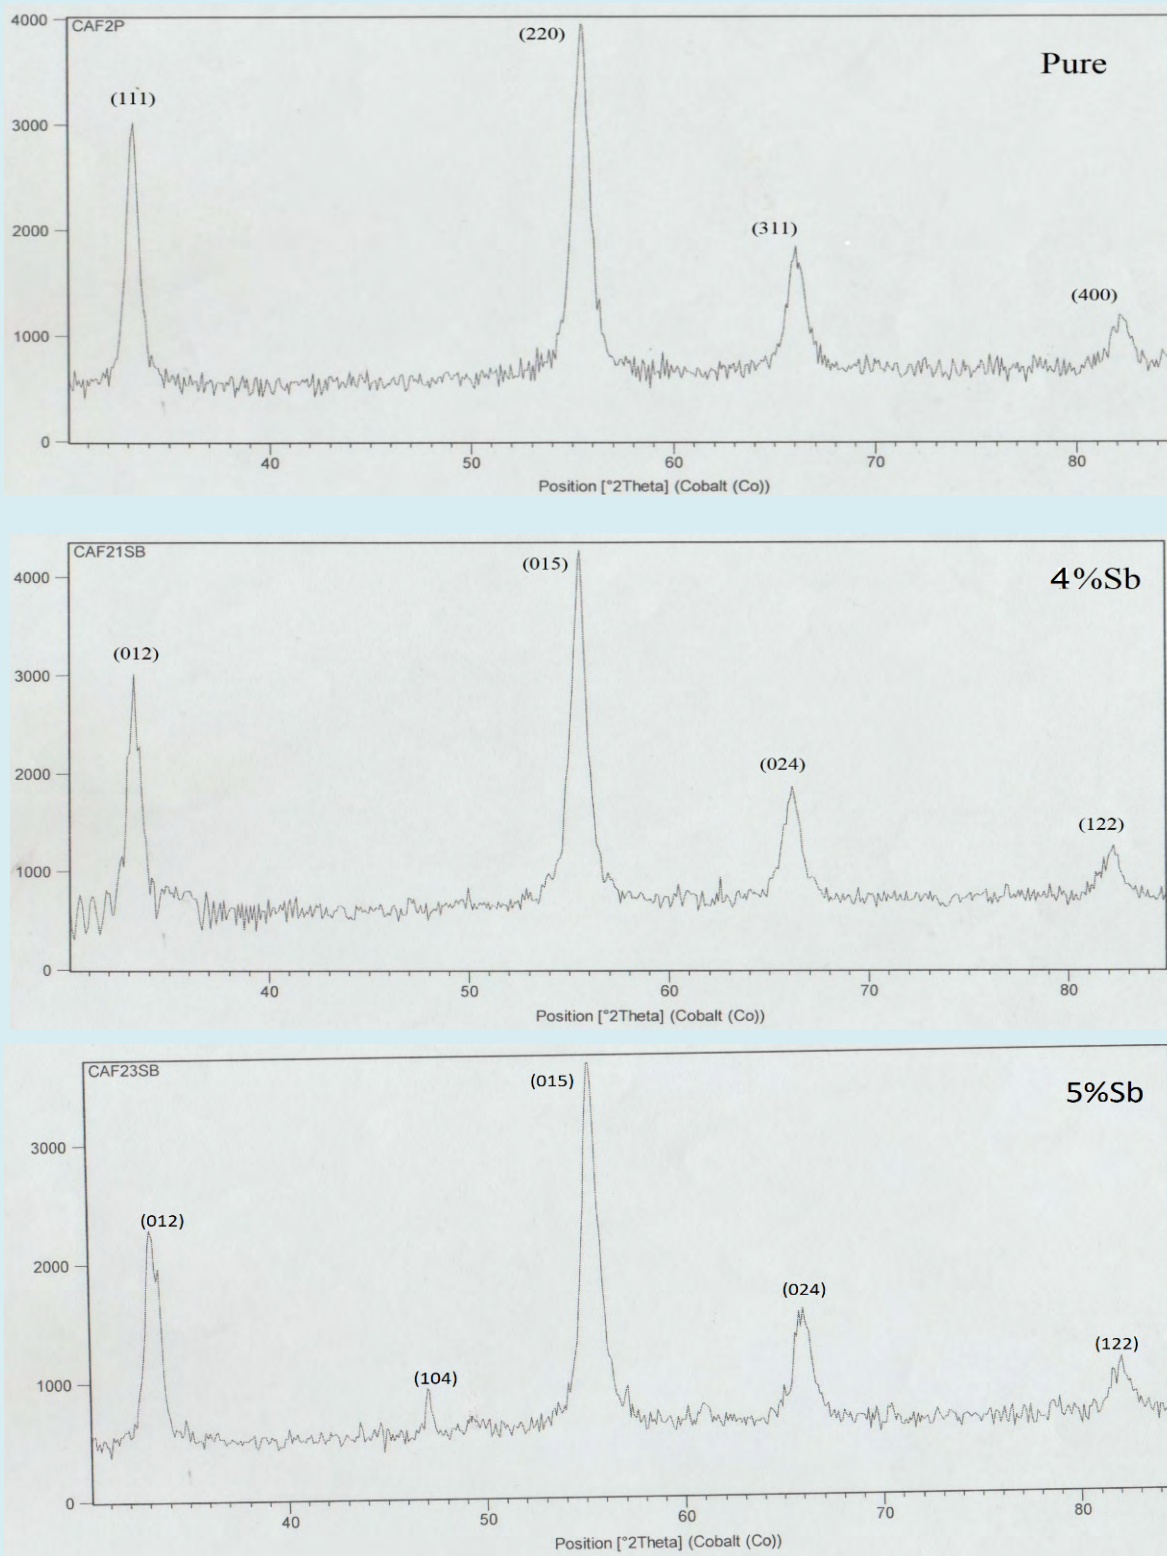 4000
CAF2P
(220)
Pure
(111)
3000
2000
(311)
(400)
1000
0
40 50 60 70 80
Position [°2Theta] (Cobalt (Co))
CAF21SB
4000
(015)
4%Sb
(012)
3000
2000
(024)
(122)
1000
0
40 50 60 70 80
Position [°2Theta] (Cobalt (Co))
CAF23SB
(015)
5%Sb
3000
(012)
2000
(024)
(122)
1000
(104)
0
40 50 60 70 80
Position [°2Theta] (Cobalt (Co))